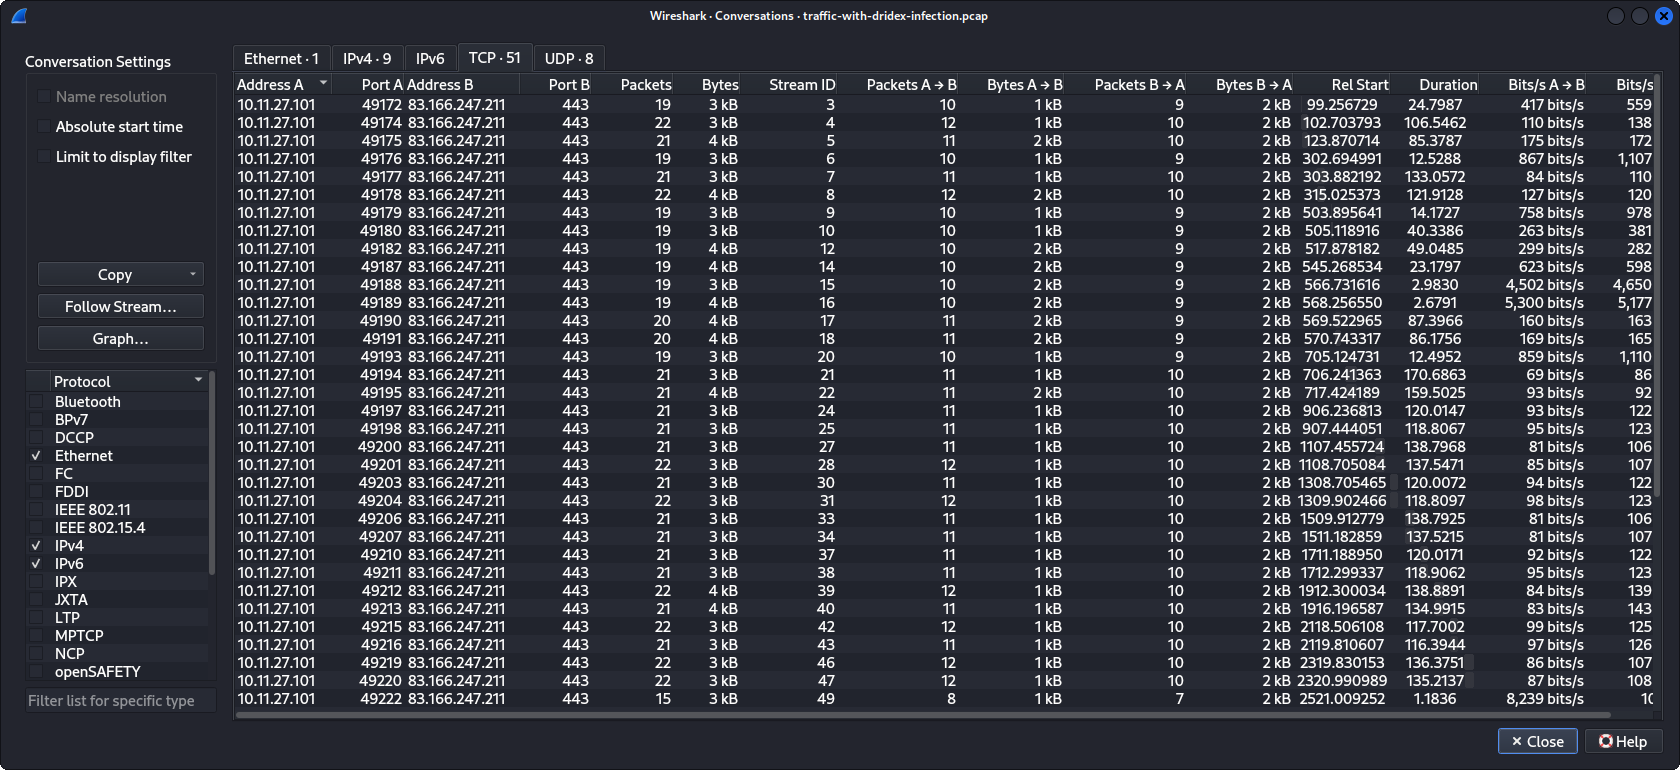 Wireshark · Conversations · traffic-with-dridex-infection.pcap
Conversation Settings
Name resolution
Absolute start time
Limit to display filter
Copy
Follow Stream...
Graph...
Protocol
Bluetooth
BPv7
DCCP
Ethernet
FC
FDDI
IEEE 802.11
IEEE 802.15.4
IPv4
IPv6
IPX
JXTA
LTP
MPTCP
NCP
openSAFETY
Filter list for specific type
Ethernet · 1 IPv4 · 9 IPv6 TCP · 51 UDP · 8
Address A Port A Address B Port B Packets Bytes Stream ID Packets A → B Bytes A → B Packets B → A Bytes B → A Rel Start Duration Bits/s A → B Bits/s
10.11.27.101 49172 83.166.247.211 443 19 3 kB 3 10 1 kB 9 2 kB 99.256729 24.7987 417 bits/s 559
10.11.27.101 49174 83.166.247.211 443 22 3 kB 4 12 1 kB 10 2 kB 102.703793 106.5462 110 bits/s 138
10.11.27.101 49175 83.166.247.211 443 21 4 kB 5 11 2 kB 10 2 kB 123.870714 85.3787 175 bits/s 172
10.11.27.101 49176 83.166.247.211 443 19 3 kB 6 10 1 kB 9 2 kB 302.694991 12.5288 867 bits/s 1,107
10.11.27.101 49177 83.166.247.211 443 21 3 kB 7 11 1 kB 10 2 kB 303.882192 133.0572 84 bits/s 110
10.11.27.101 49178 83.166.247.211 443 22 4 kB 8 12 2 kB 10 2 kB 315.025373 121.9128 127 bits/s 120
10.11.27.101 49179 83.166.247.211 443 19 3 kB 9 10 1 kB 9 2 kB 503.895641 14.1727 758 bits/s 978
10.11.27.101 49180 83.166.247.211 443 19 3 kB 10 10 1 kB 9 2 kB 505.118916 40.3386 263 bits/s 381
10.11.27.101 49182 83.166.247.211 443 19 4 kB 12 10 2 kB 9 2 kB 517.878182 49.0485 299 bits/s 282
10.11.27.101 49187 83.166.247.211 443 19 4 kB 14 10 2 kB 9 2 kB 545.268534 23.1797 623 bits/s 598
10.11.27.101 49188 83.166.247.211 443 19 3 kB 15 10 2 kB 9 2 kB 566.731616 2.9830 4,502 bits/s 4,650
10.11.27.101 49189 83.166.247.211 443 19 4 kB 16 10 2 kB 9 2 kB 568.256550 2.6791 5,300 bits/s 5,177
10.11.27.101 49190 83.166.247.211 443 20 4 kB 17 11 2 kB 9 2 kB 569.522965 87.3966 160 bits/s 163
10.11.27.101 49191 83.166.247.211 443 20 4 kB 18 11 2 kB 9 2 kB 570.743317 86.1756 169 bits/s 165
10.11.27.101 49193 83.166.247.211 443 19 3 kB 20 10 1 kB 9 2 kB 705.124731 12.4952 859 bits/s 1,110
10.11.27.101 49194 83.166.247.211 443 21 3 kB 21 11 1 kB 10 2 kB 706.241363 170.6863 69 bits/s 86
10.11.27.101 49195 83.166.247.211 443 21 4 kB 22 11 2 kB 10 2 kB 717.424189 159.5025 93 bits/s 92
10.11.27.101 49197 83.166.247.211 443 21 3 kB 24 11 1 kB 10 2 kB 906.236813 120.0147 93 bits/s 122
10.11.27.101 49198 83.166.247.211 443 21 3 kB 25 11 1 kB 10 2 kB 907.444051 118.8067 95 bits/s 123
10.11.27.101 49200 83.166.247.211 443 21 3 kB 27 11 1 kB 10 2 kB 1107.455724 138.7968 81 bits/s 106
10.11.27.101 49201 83.166.247.211 443 22 3 kB 28 12 1 kB 10 2 kB 1108.705084 137.5471 85 bits/s 107
10.11.27.101 49203 83.166.247.211 443 21 3 kB 30 11 1 kB 10 2 kB 1308.705465 120.0072 94 bits/s 122
10.11.27.101 49204 83.166.247.211 443 22 3 kB 31 12 1 kB 10 2 kB 1309.902466 118.8097 98 bits/s 123
10.11.27.101 49206 83.166.247.211 443 21 3 kB 33 11 1 kB 10 2 kB 1509.912779 138.7925 81 bits/s 106
10.11.27.101 49207 83.166.247.211 443 21 3 kB 34 11 1 kB 10 2 kB 1511.182859 137.5215 81 bits/s 107
10.11.27.101 49210 83.166.247.211 443 21 3 kB 37 11 1 kB 10 2 kB 1711.188950 120.0171 92 bits/s 122
10.11.27.101 49211 83.166.247.211 443 21 3 kB 38 11 1 kB 10 2 kB 1712.299337 118.9062 95 bits/s 123
10.11.27.101 49212 83.166.247.211 443 22 4 kB 39 12 1 kB 10 2 kB 1912.300034 138.8891 84 bits/s 139
10.11.27.101 49213 83.166.247.211 443 21 4 kB 40 11 1 kB 10 2 kB 1916.196587 134.9915 83 bits/s 143
10.11.27.101 49215 83.166.247.211 443 22 3 kB 42 12 1 kB 10 2 kB 2118.506108 117.7002 99 bits/s 125
10.11.27.101 49216 83.166.247.211 443 21 3 kB 43 11 1 kB 10 2 kB 2119.810607 116.3944 97 bits/s 126
10.11.27.101 49219 83.166.247.211 443 22 3 kB 46 12 1 kB 10 2 kB 2319.830153 136.3751 86 bits/s 107
10.11.27.101 49220 83.166.247.211 443 22 3 kB 47 12 1 kB 10 2 kB 2320.990989 135.2137 87 bits/s 108
10.11.27.101 49222 83.166.247.211 443 15 3 kB 49 8 1 kB 7 2 kB 2521.009252 1.1836 8,239 bits/s
Close
Help